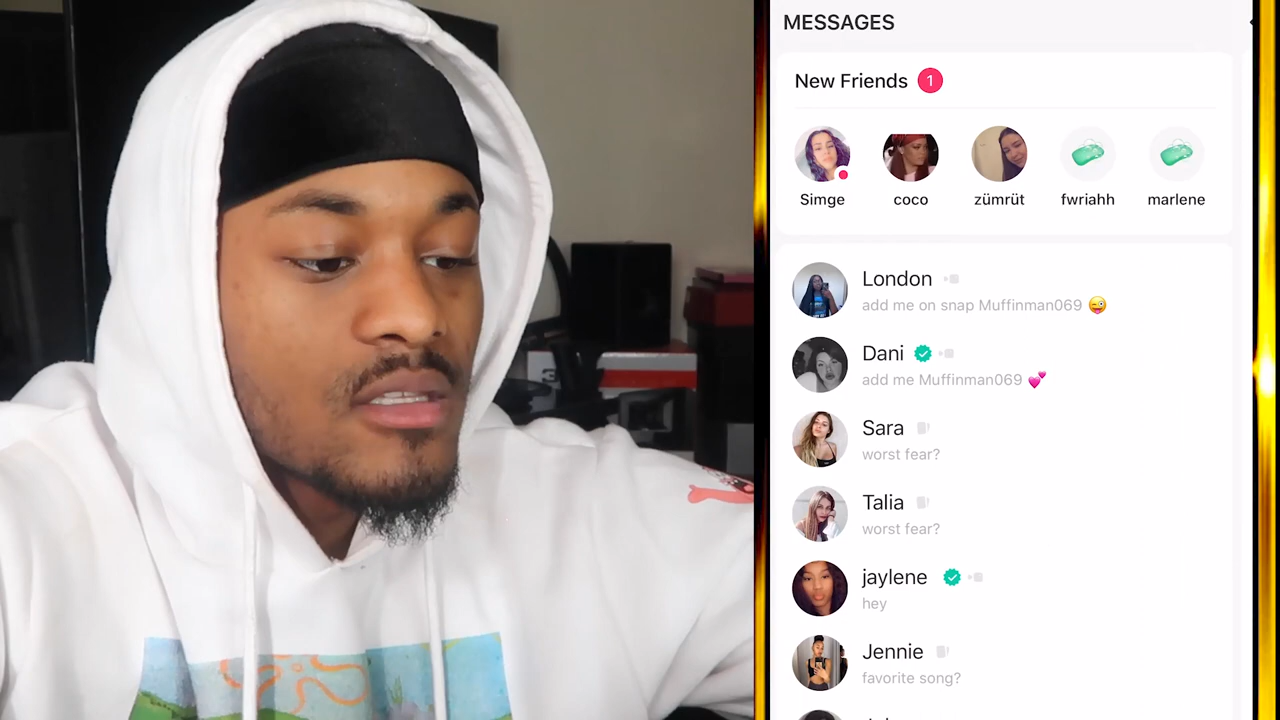 MESSAGES
New Friends 1
Simge coco zümrüt fwriahh marlene
London
add me on snap Muffinman069 😜
Dani
add me Muffinman069 💕
Sara
worst fear?
Talia
worst fear?
jaylene
hey
Jennie
favorite song?